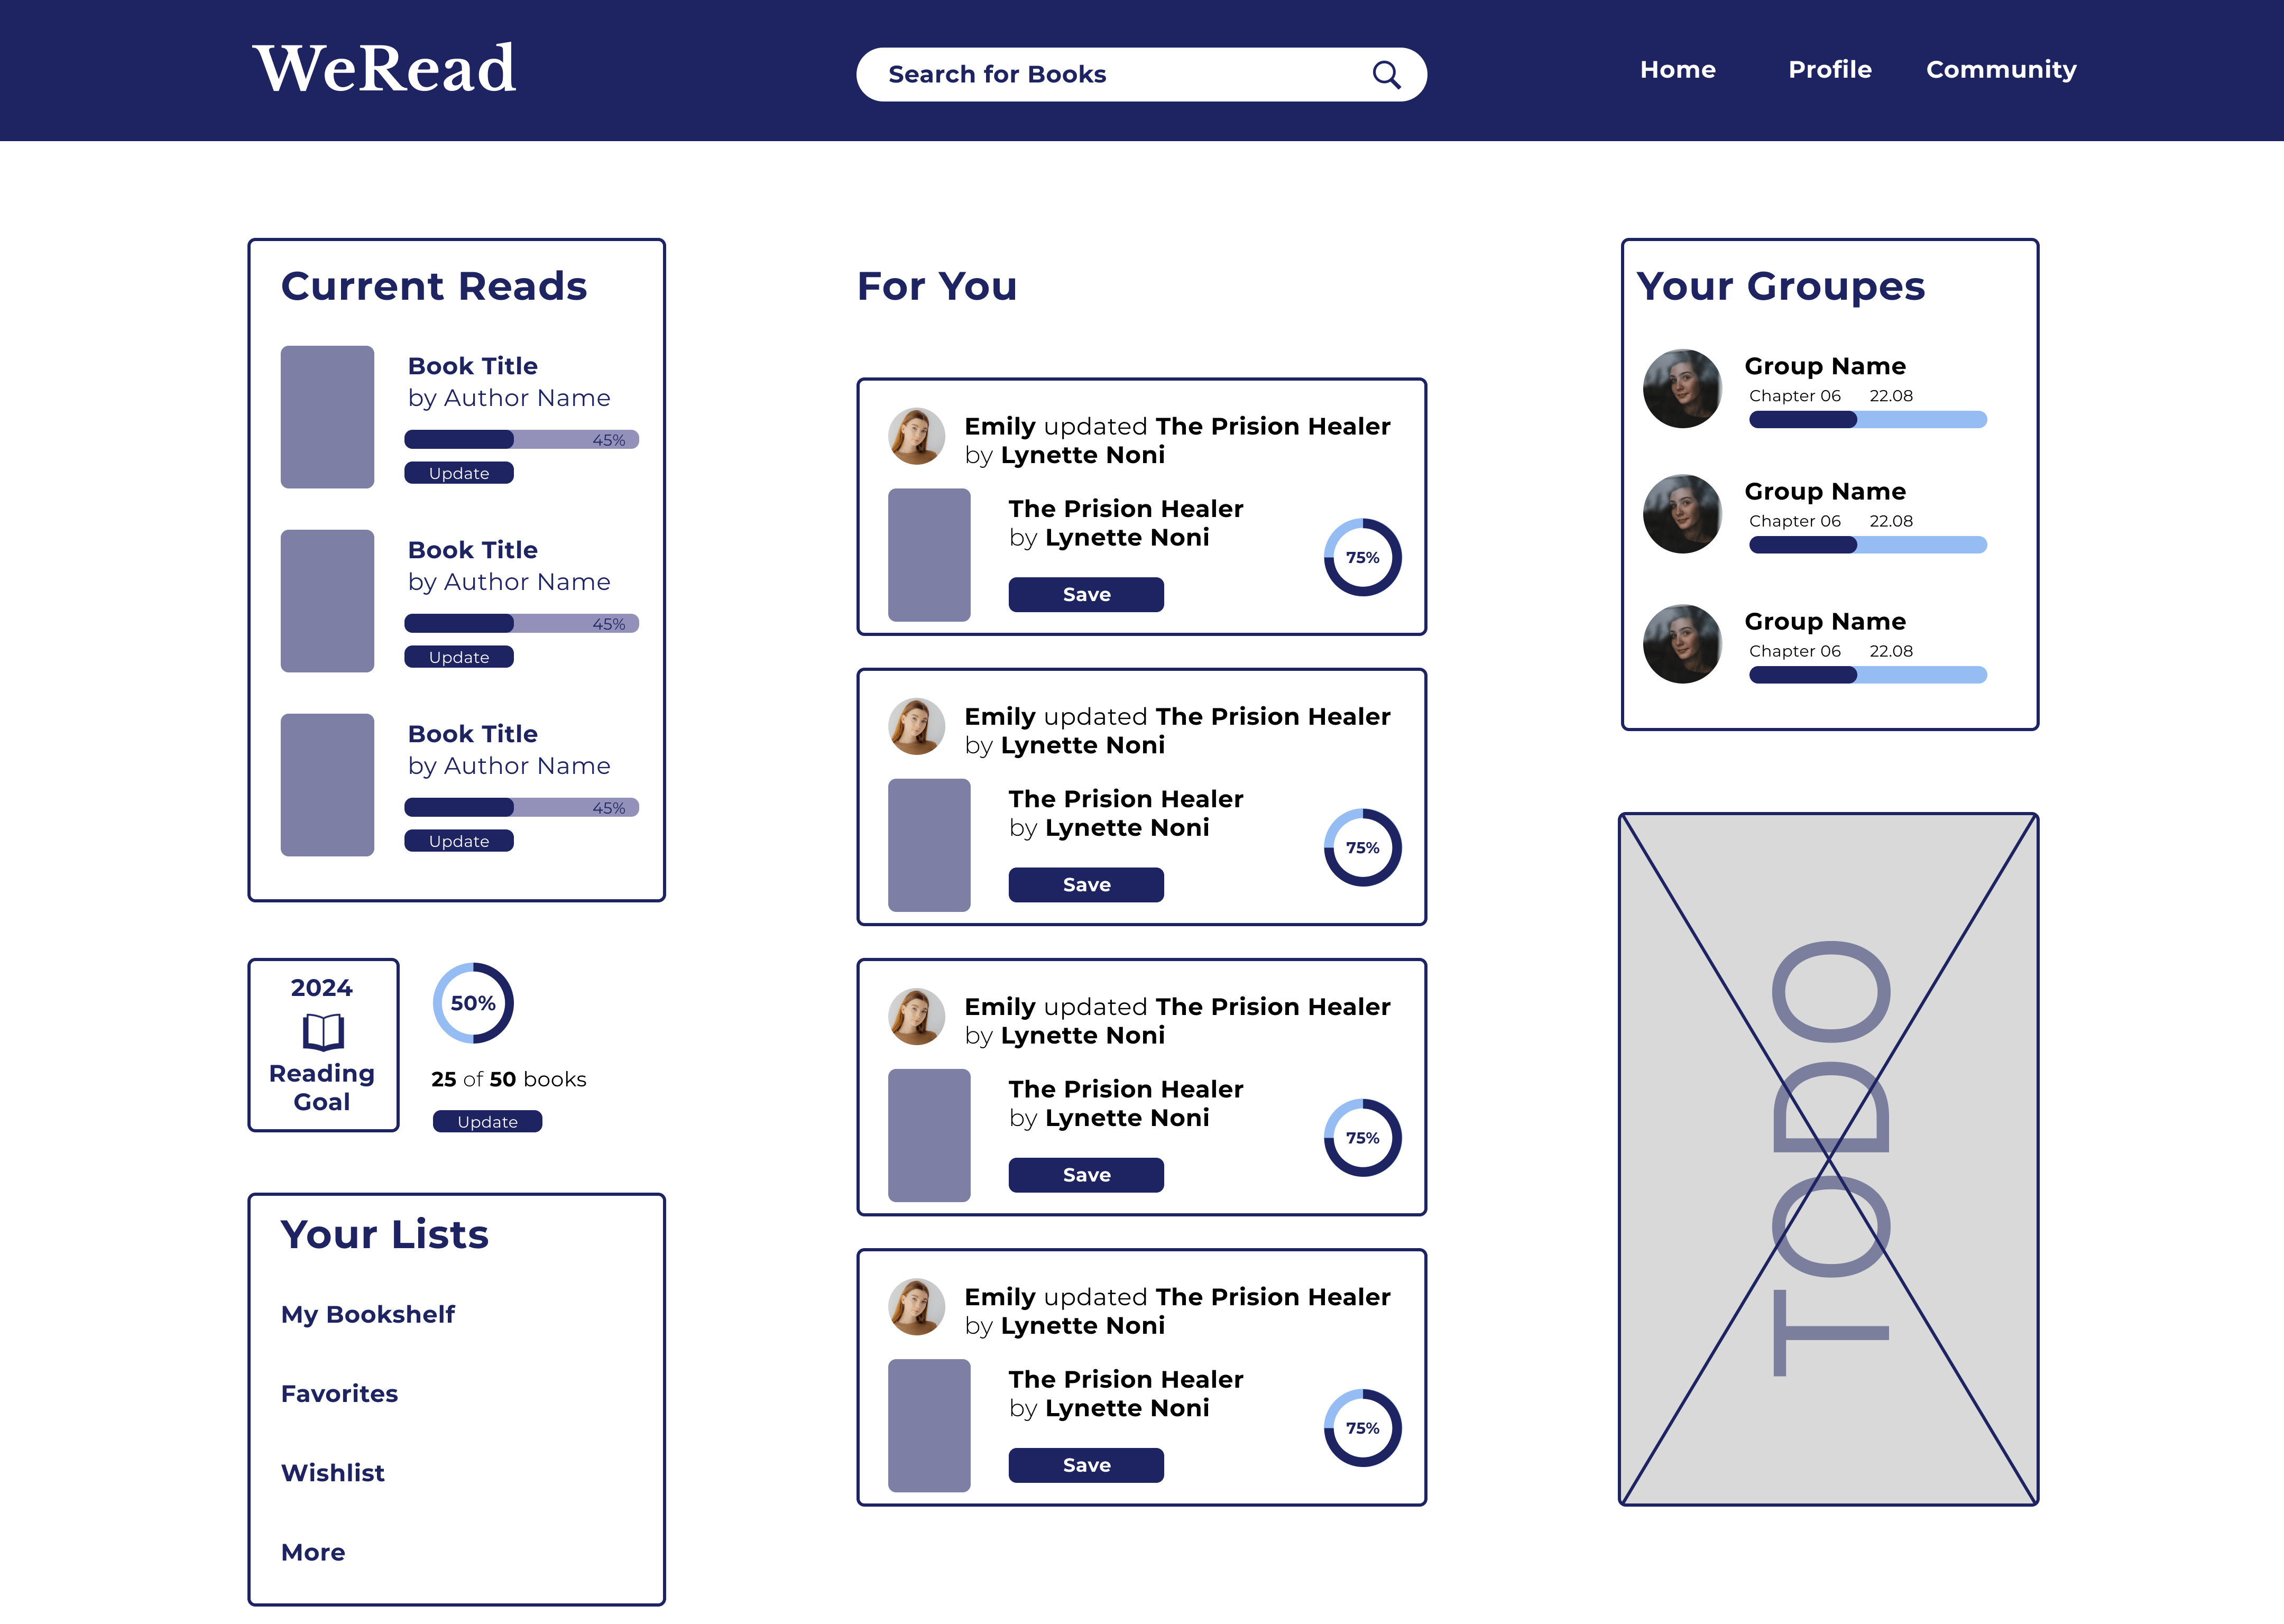 WeRead
Search for Books
Home
Profile
Community
Current Reads
Book Title
by Author Name
45%
Update
Book Title
by Author Name
45%
Update
Book Title
by Author Name
45%
Update
2024
Reading
Goal
50%
25 of 50 books
Update
Your Lists
My Bookshelf
Favorites
Wishlist
More
For You
Emily updated The Prision Healer
by Lynette Noni
The Prision Healer
by Lynette Noni
Save
75%
Emily updated The Prision Healer
by Lynette Noni
The Prision Healer
by Lynette Noni
Save
75%
Emily updated The Prision Healer
by Lynette Noni
The Prision Healer
by Lynette Noni
Save
75%
Emily updated The Prision Healer
by Lynette Noni
The Prision Healer
by Lynette Noni
Save
75%
Your Groupes
Group Name
Chapter 06 22.08
Group Name
Chapter 06 22.08
Group Name
Chapter 06 22.08
TODO